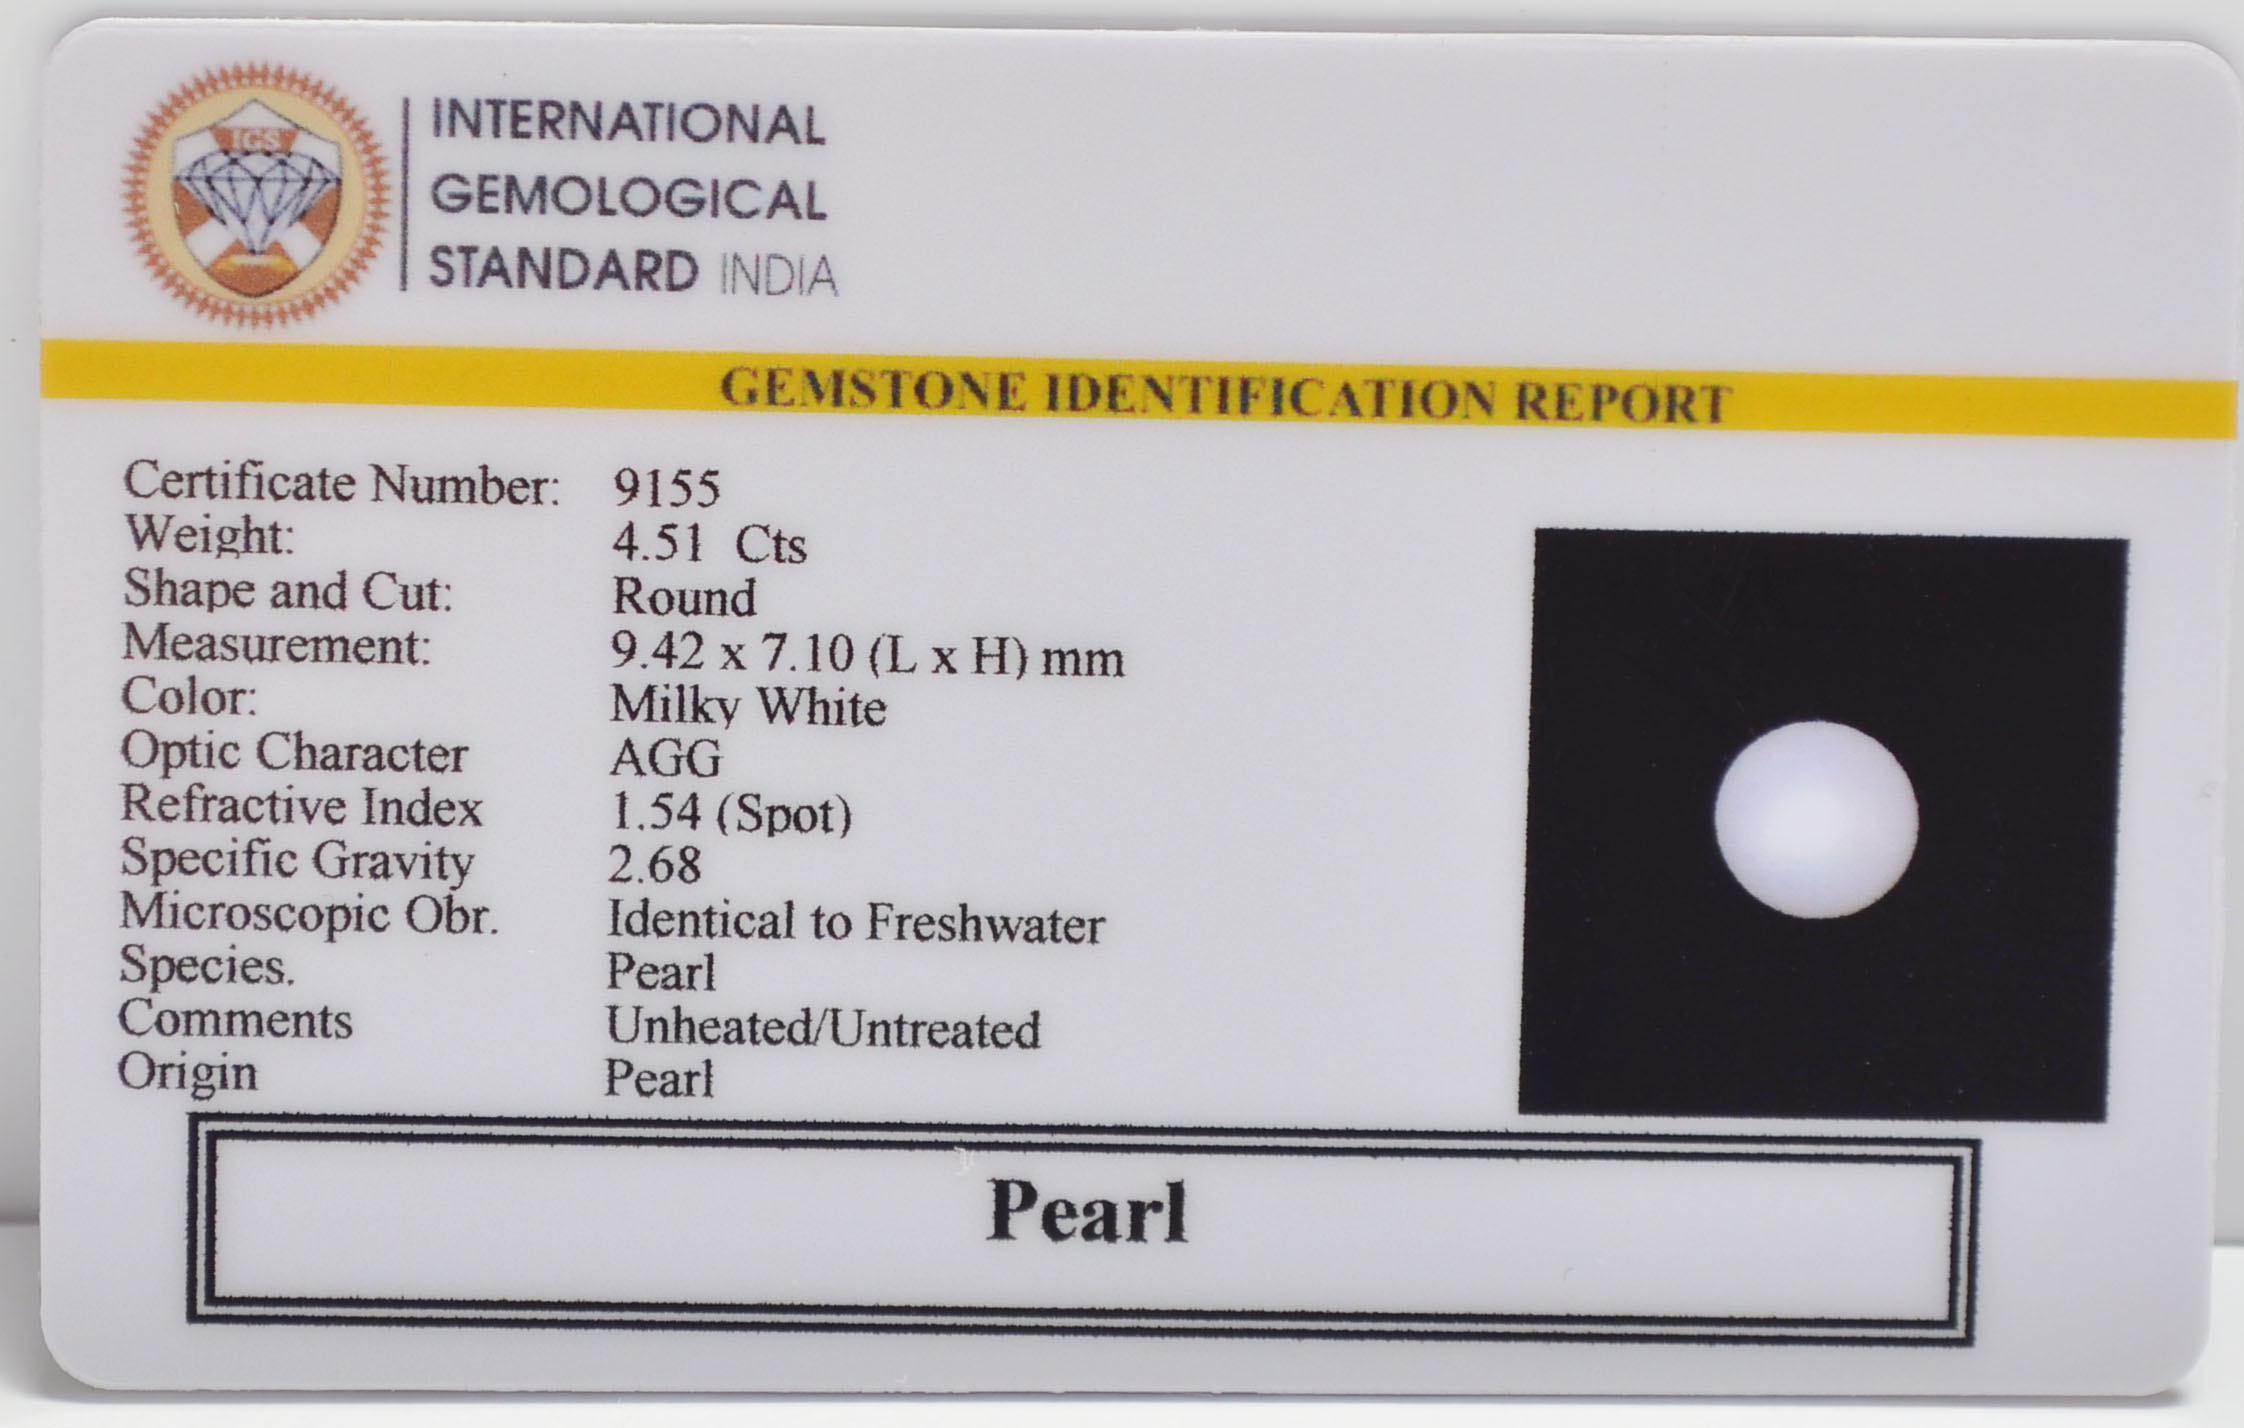 IGS
INTERNATIONAL
GEMOLOGICAL
STANDARD INDIA
GEMSTONE IDENTIFICATION REPORT
Certificate Number: 9155
Weight: 4.51 Cts
Shape and Cut: Round
Measurement: 9.42 x 7.10 (L x H) mm
Color: Milky White
Optic Character AGG
Refractive Index 1.54 (Spot)
Specific Gravity 2.68
Microscopic Obr. Identical to Freshwater
Species. Pearl
Comments Unheated/Untreated
Origin Pearl
Pearl